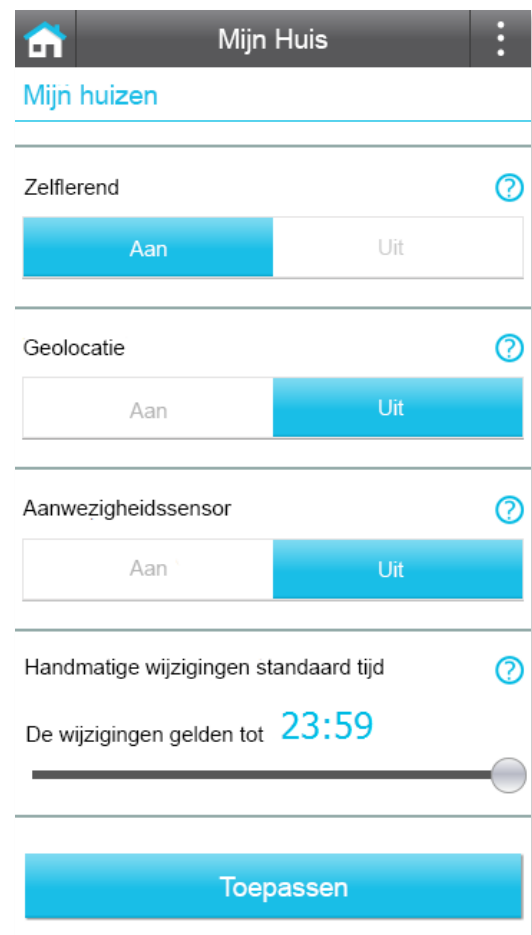 Mijn Huis
Mijn huizen
Zelflerend
?
Aan Uit
Geolocatie
?
Aan Uit
Aanwezigheidssensor
?
Aan Uit
Handmatige wijzigingen standaard tijd
?
De wijzigingen gelden tot 23:59
Toepassen